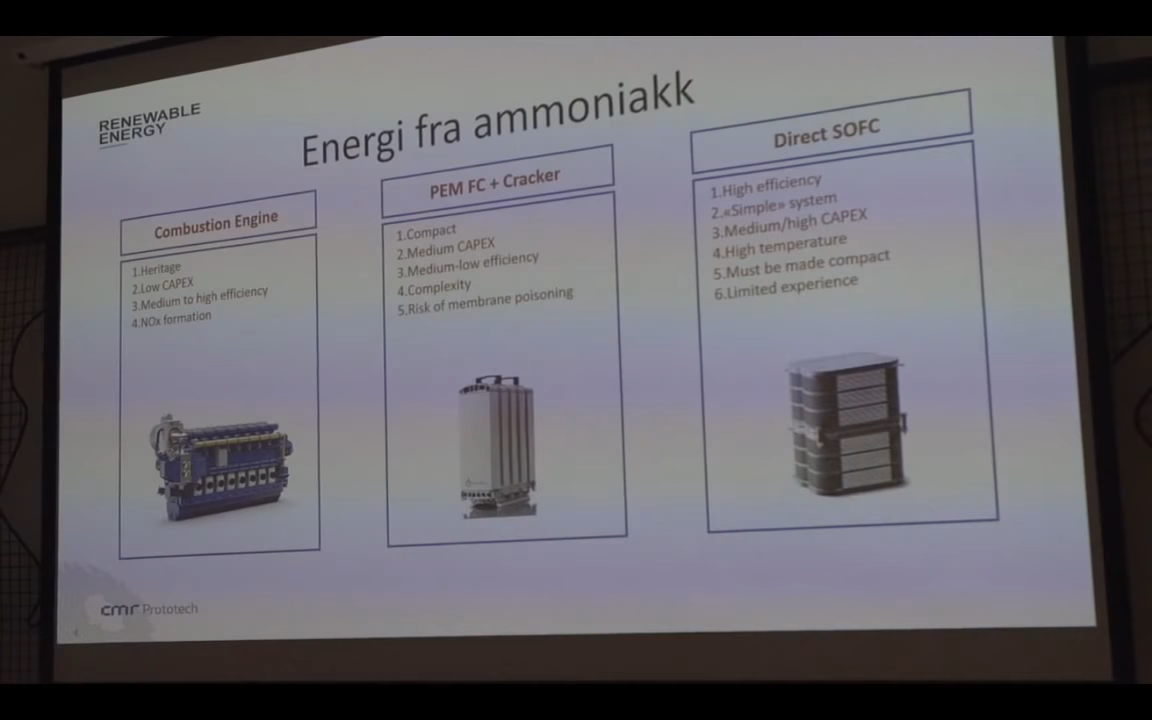 RENEWABLE
ENERGY
Energi fra ammoniakk
Combustion Engine
1.Heritage
2.Low CAPEX
3.Medium to high efficiency
4.NOx formation
PEM FC + Cracker
1.Compact
2.Medium CAPEX
3.Medium-low efficiency
4.Complexity
5.Risk of membrane poisoning
Direct SOFC
1.High efficiency
2.«Simple» system
3.Medium/high CAPEX
4.High temperature
5.Must be made compact
6.Limited experience
cmr Prototech